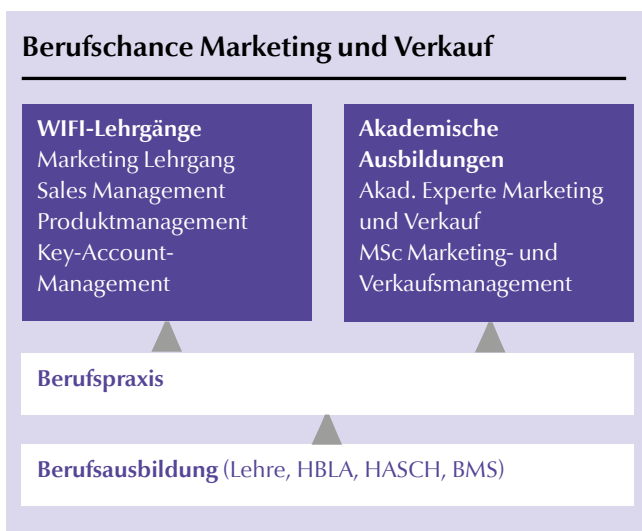 Berufschance Marketing und Verkauf
WIFI-Lehrgänge
Marketing Lehrgang
Sales Management
Produktmanagement
Key-Account-
Management
Akademische
Ausbildungen
Akad. Experte Marketing
und Verkauf
MSc Marketing- und
Verkaufsmanagement
Berufspraxis
Berufsausbildung (Lehre, HBLA, HASCH, BMS)